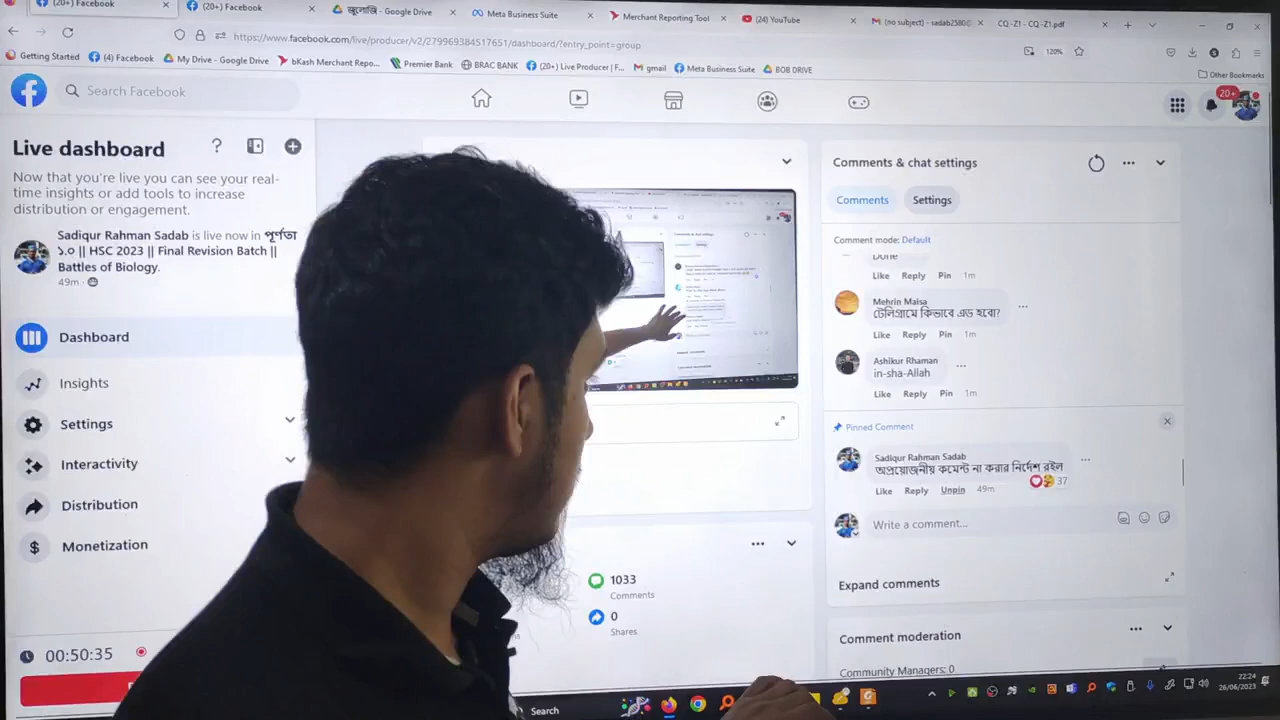 (20+) Facebook
(20+) Facebook
Google Drive
Meta Business Suite
Merchant Reporting Tool
(24) YouTube
(no subject) - sadab2580@
CQ-Z1 - CQ-Z1.pdf
https://www.facebook.com/live/producer/v2/279969384517651/dashboard/?entry_point=group
120%
Getting Started
(4) Facebook
My Drive - Google Drive
bKash Merchant Repo...
Premier Bank
BRAC BANK
(20+) Live Producer | F...
gmail
Meta Business Suite
BOB DRIVE
Other Bookmarks
Search Facebook
20+
Live dashboard
Now that you're live you can see your real-
time insights or add tools to increase
distribution or engagement.
Sadiqur Rahman Sadab is live now in পূর্ণতা
১.০ || HSC 2023 || Final Revision Batch ||
Battles of Biology.
49m
Dashboard
Insights
Settings
Interactivity
Distribution
Monetization
00:50:35
1033
Comments
0
Shares
Comments & chat settings
Comments
Settings
Comment mode: Default
Done
Like Reply Pin 1m
Mehrin Maisa
টেলিগ্রামে কিভাবে এড হবো?
Like Reply Pin 1m
Ashikur Rhaman
in-sha-Allah
Like Reply Pin 1m
Pinned Comment
Sadiqur Rahman Sadab
অপ্রয়োজনীয় কমেন্ট না করার নির্দেশ রইল
37
Like Reply Unpin 49m
Write a comment...
Expand comments
Comment moderation
Community Managers: 0
Search
22:24
26/06/2023